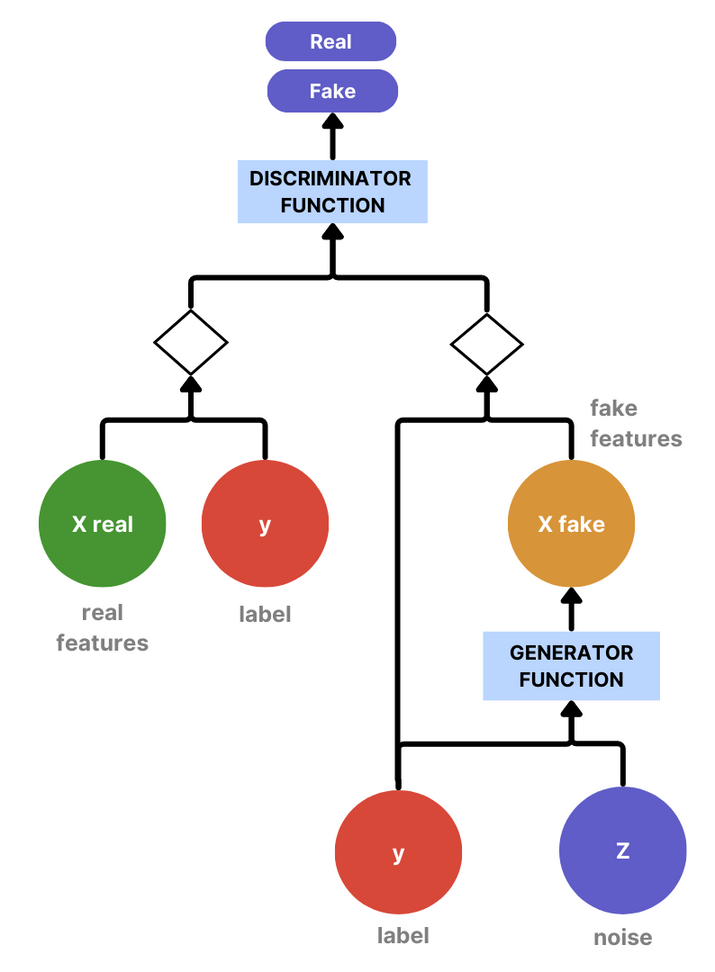 Real
Fake
DISCRIMINATOR
FUNCTION
fake
features
X real
y
X fake
real
features
label
GENERATOR
FUNCTION
y
Z
label
noise